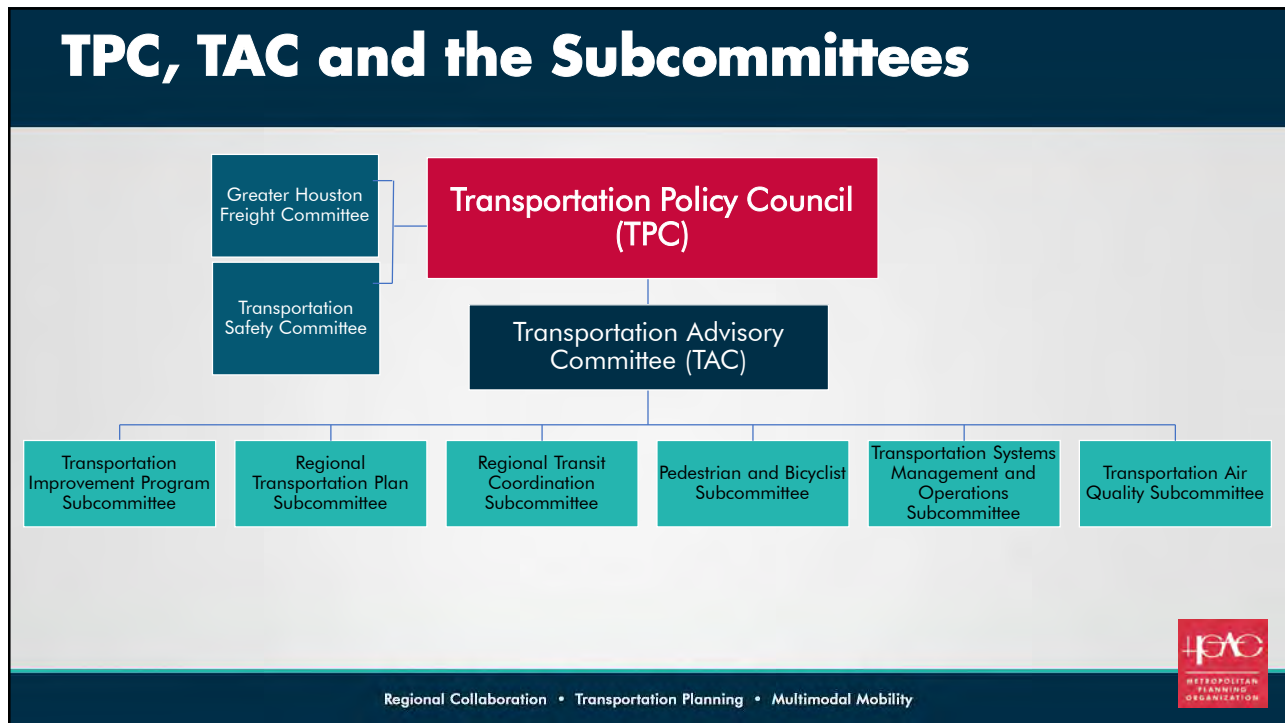 TPC, TAC and the Subcommittees
Greater Houston
Freight Committee
Transportation Policy Council
(TPC)
Transportation
Safety Committee
Transportation Advisory
Committee (TAC)
Transportation
Improvement Program
Subcommittee
Regional
Transportation Plan
Subcommittee
Regional Transit
Coordination
Subcommittee
Pedestrian and Bicyclist
Subcommittee
Transportation Systems
Management and
Operations
Subcommittee
Transportation Air
Quality Subcommittee
HGAC
METROPOLITAN
PLANNING
ORGANIZATION
Regional Collaboration • Transportation Planning • Multimodal Mobility